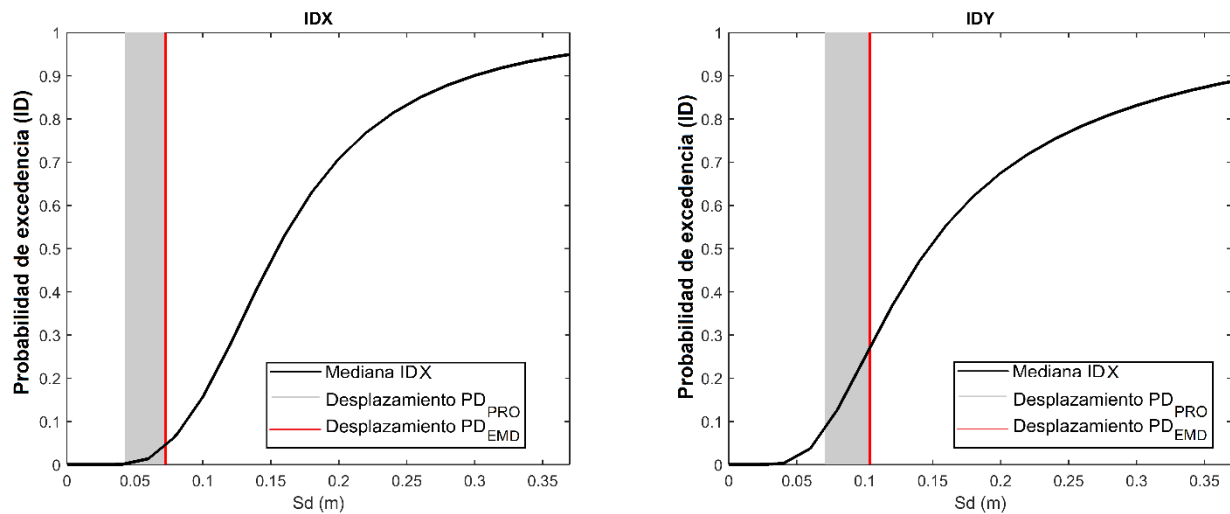 IDX
Probabilidad de excedencia (ID)
1
0.9
0.8
0.7
0.6
0.5
0.4
0.3
0.2
0.1
0
0 0.05 0.1 0.15 0.2 0.25 0.3 0.35
Sd (m)
Mediana IDX
Desplazamiento PD_PRO
Desplazamiento PD_EMD
IDY
Probabilidad de excedencia (ID)
1
0.9
0.8
0.7
0.6
0.5
0.4
0.3
0.2
0.1
0
0 0.05 0.1 0.15 0.2 0.25 0.3 0.35
Sd (m)
Mediana IDX
Desplazamiento PD_PRO
Desplazamiento PD_EMD